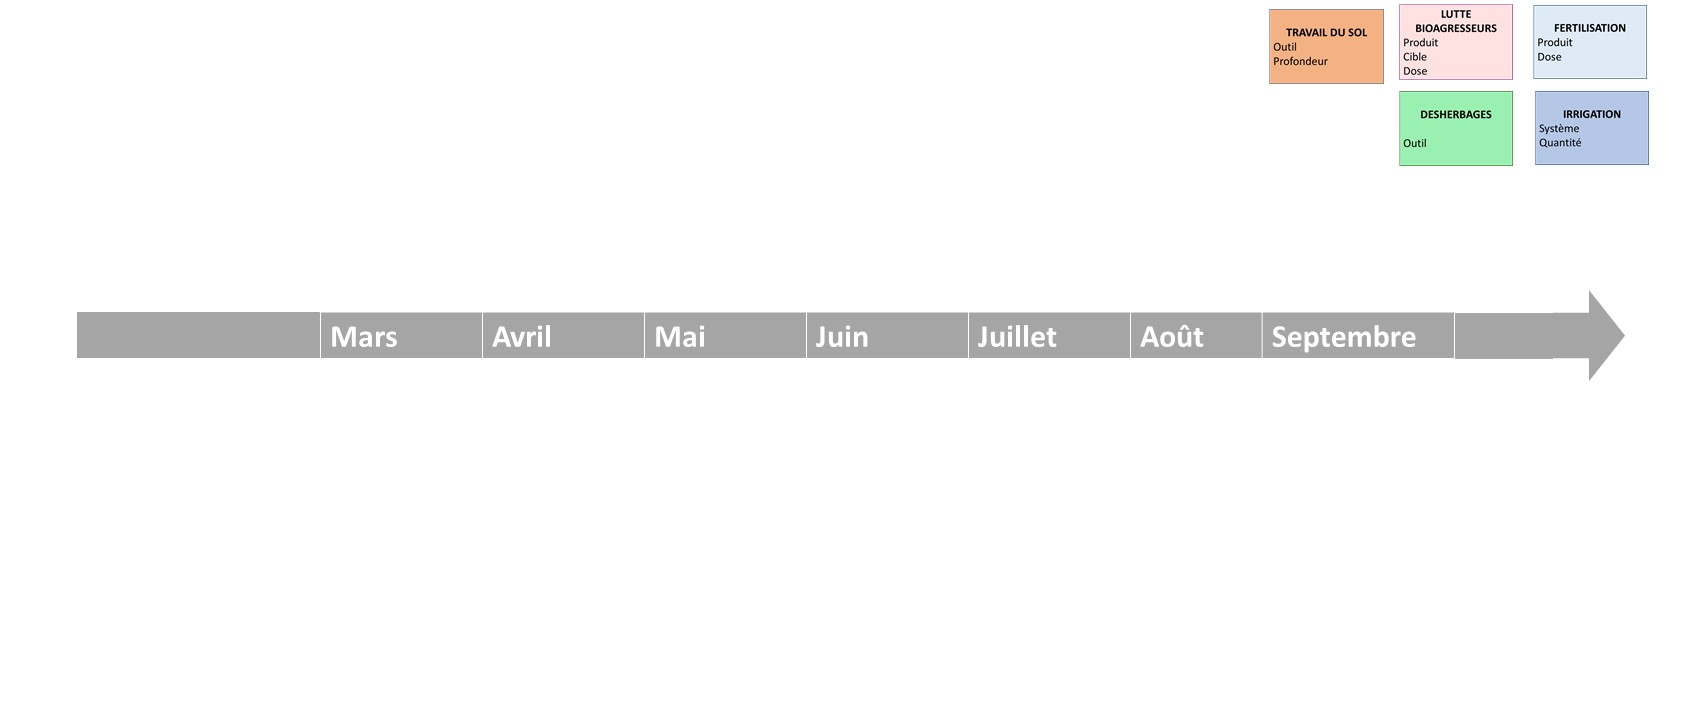 TRAVAIL DU SOL
Outil
Profondeur
LUTTE
BIOAGRESSEURS
Produit
Cible
Dose
FERTILISATION
Produit
Dose
DESHERBAGES
Outil
IRRIGATION
Système
Quantité
Mars
Avril
Mai
Juin
Juillet
Août
Septembre